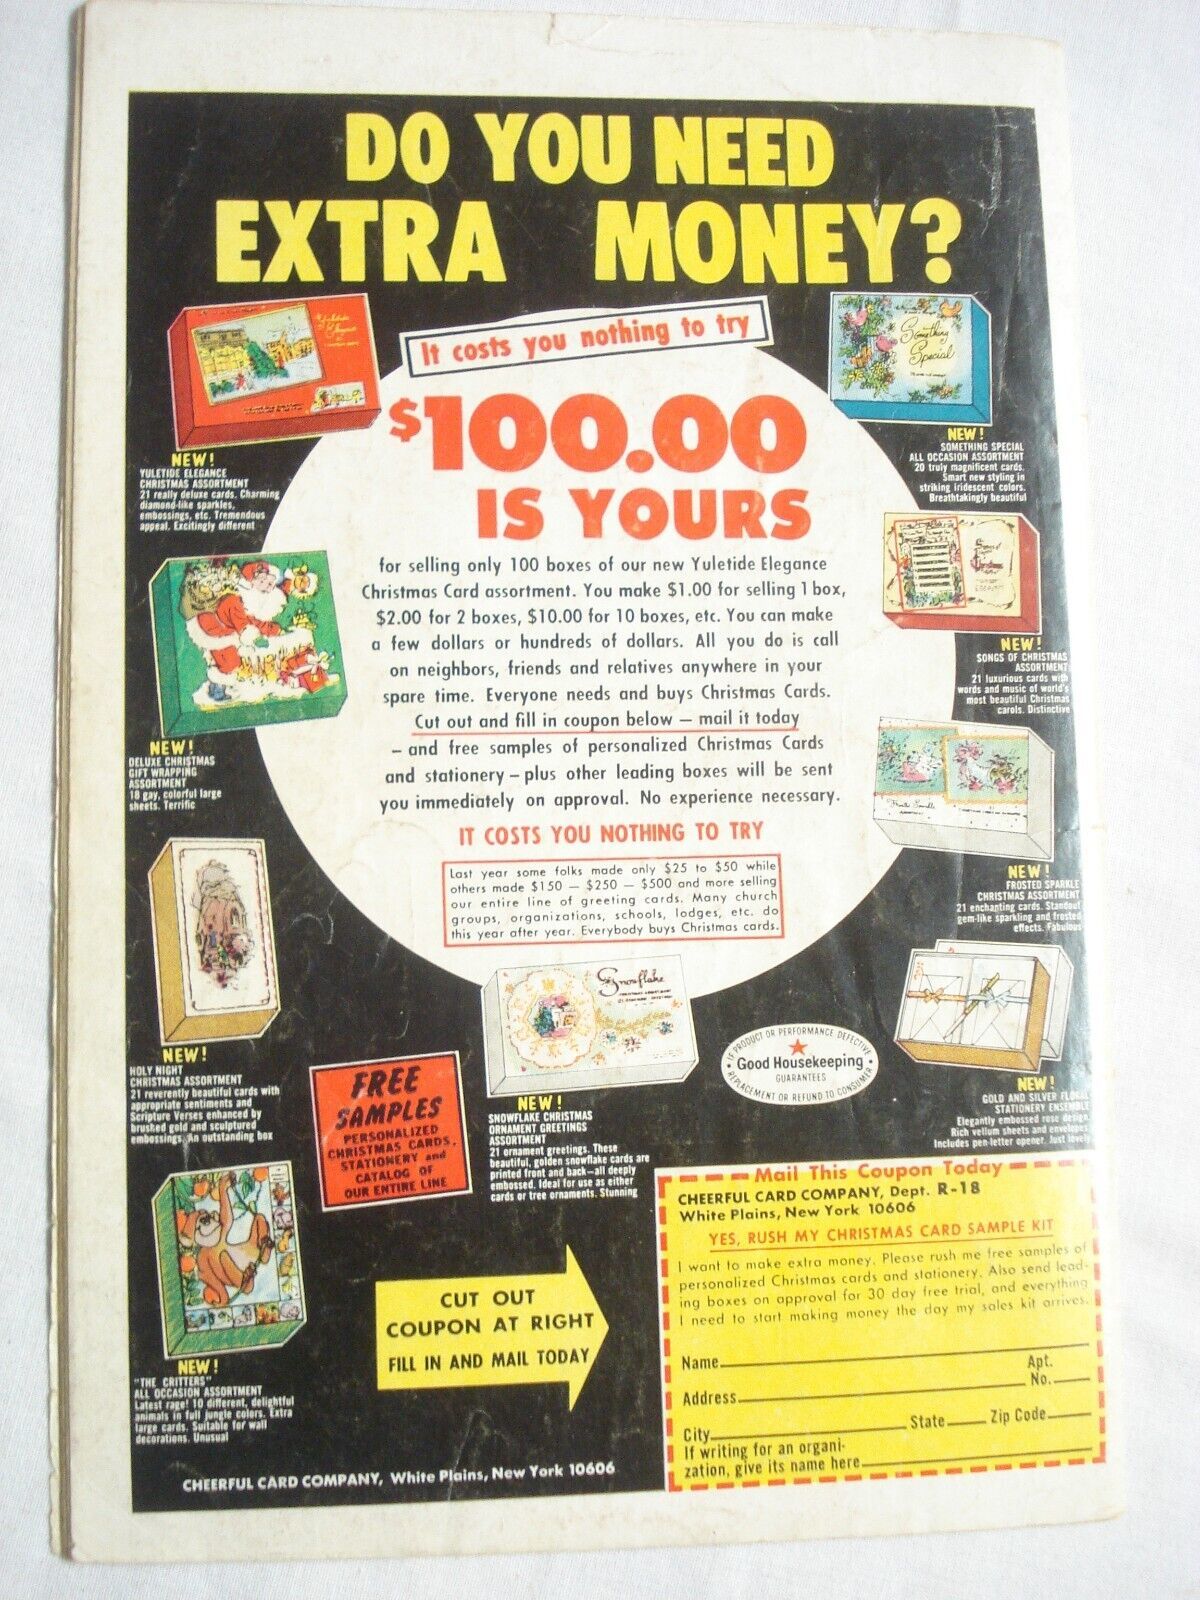 DO YOU NEED
EXTRA MONEY?
It costs you nothing to try
$100.00
IS YOURS
for selling only 100 boxes of our new Yuletide Elegance
Christmas Card assortment. You make $1.00 for selling 1 box,
$2.00 for 2 boxes, $10.00 for 10 boxes, etc. You can make
a few dollars or hundreds of dollars. All you do is call
on neighbors, friends and relatives anywhere in your
spare time. Everyone needs and buys Christmas Cards.
Cut out and fill in coupon below — mail it today
– and free samples of personalized Christmas Cards
and stationery – plus other leading boxes will be sent
you immediately on approval. No experience necessary.
IT COSTS YOU NOTHING TO TRY
Last year some folks made only $25 to $50 while
others made $150 — $250 — $500 and more selling
our entire line of greeting cards. Many church
groups, organizations, schools, lodges, etc. do
this year after year. Everybody buys Christmas cards.
NEW!
YULETIDE ELEGANCE
CHRISTMAS ASSORTMENT
21 really deluxe cards. Charming
diamond-like sparkles,
embossings, etc. Tremendous
appeal. Excitingly different
NEW!
DELUXE CHRISTMAS
GIFT WRAPPING
ASSORTMENT
18 gay, colorful large
sheets. Terrific
NEW!
HOLY NIGHT
CHRISTMAS ASSORTMENT
21 reverently beautiful cards with
appropriate sentiments and
Scripture Verses enhanced by
brushed gold and sculptured
embossings. An outstanding box
NEW!
"THE CRITTERS"
ALL OCCASION ASSORTMENT
Latest rage! 10 different, delightful
animals in full jungle colors. Extra
large cards. Suitable for wall
decorations. Unusual
Something
Special
NEW!
SOMETHING SPECIAL
ALL OCCASION ASSORTMENT
20 truly magnificent cards.
Smart new styling in
striking iridescent colors.
Breathtakingly beautiful
NEW!
SONGS OF CHRISTMAS
ASSORTMENT
21 luxurious cards with
words and music of world's
most beautiful Christmas
carols. Distinctive
NEW!
FROSTED SPARKLE
CHRISTMAS ASSORTMENT
21 enchanting cards. Standout
gem-like sparkling and frosted
effects. Fabulous
NEW!
GOLD AND SILVER FLORAL
STATIONERY ENSEMBLE
Elegantly embossed rose design.
Rich vellum sheets and envelopes
Includes pen-letter opener. Just lovely
Snowflake
NEW!
SNOWFLAKE CHRISTMAS
ORNAMENT GREETINGS
ASSORTMENT
21 ornament greetings. These
beautiful, golden snowflake cards are
printed front and back—all deeply
embossed. Ideal for use as either
cards or tree ornaments. Stunning
IF PRODUCT OR PERFORMANCE DEFECTIVE
Good Housekeeping
GUARANTEES
REPLACEMENT OR REFUND TO CONSUMER
FREE
SAMPLES
PERSONALIZED
CHRISTMAS CARDS,
STATIONERY and
CATALOG OF
OUR ENTIRE LINE
CUT OUT
COUPON AT RIGHT
FILL IN AND MAIL TODAY
CHEERFUL CARD COMPANY, White Plains, New York 10606
Mail This Coupon Today
CHEERFUL CARD COMPANY, Dept. R-18
White Plains, New York 10606
YES, RUSH MY CHRISTMAS CARD SAMPLE KIT
I want to make extra money. Please rush me free samples of
personalized Christmas cards and stationery. Also send lead-
ing boxes on approval for 30 day free trial, and everything
I need to start making money the day my sales kit arrives.
Name
Address Apt. No.
City State Zip Code
If writing for an organi-
zation, give its name here